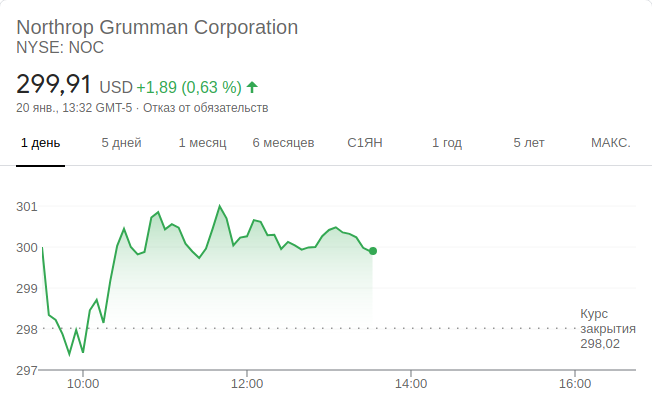 Northrop Grumman Corporation
NYSE: NOC
299,91 USD +1,89 (0,63 %)
20 янв., 13:32 GMT-5 · Отказ от обязательств
1 день 5 дней 1 месяц 6 месяцев С1ЯН 1 год 5 лет МАКС.
301
300
299
298
297
Курс
закрытия
298,02
10:00 12:00 14:00 16:00